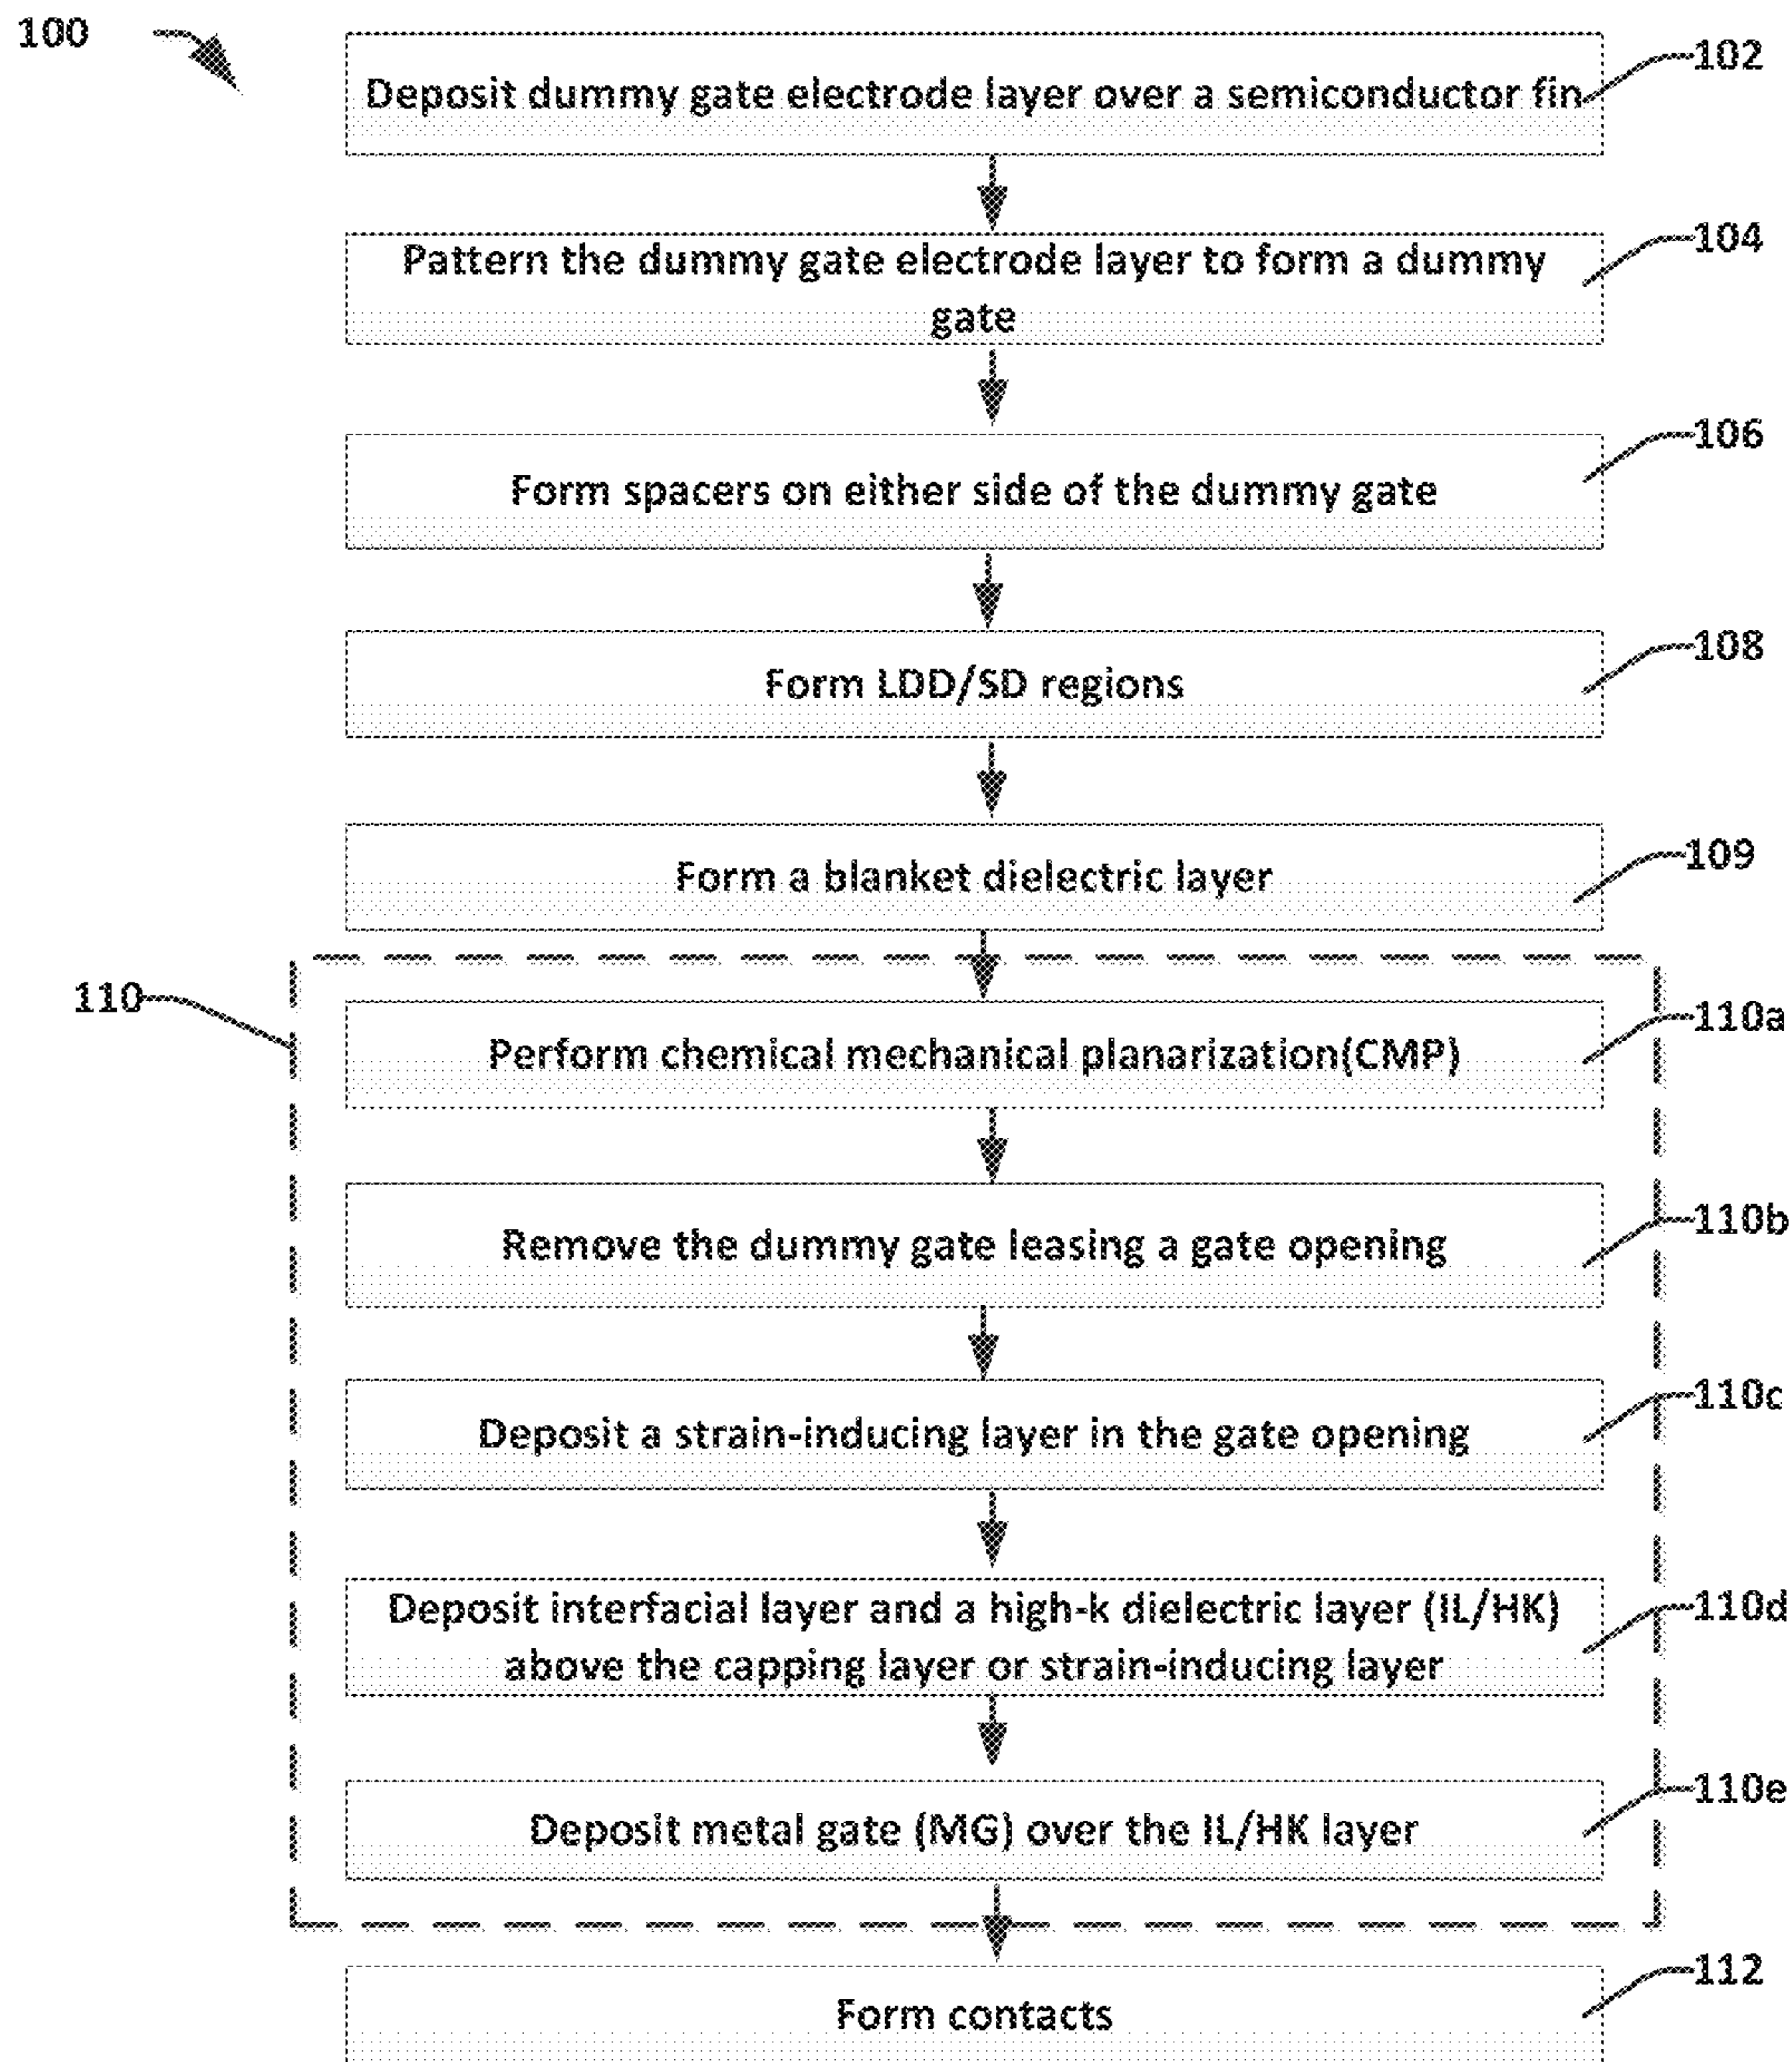 100
102
Deposit dummy gate electrode layer over a semiconductor fin
104
Pattern the dummy gate electrode layer to form a dummy
gate
106
Form spacers on either side of the dummy gate
108
Form LDD/SD regions
109
Form a blanket dielectric layer
110
110a
Perform chemical mechanical planarization(CMP)
110b
Remove the dummy gate leasing a gate opening
110c
Deposit a strain-inducing layer in the gate opening
110d
Deposit interfacial layer and a high-k dielectric layer (IL/HK)
above the capping layer or strain-inducing layer
110e
Deposit metal gate (MG) over the IL/HK layer
112
Form contacts